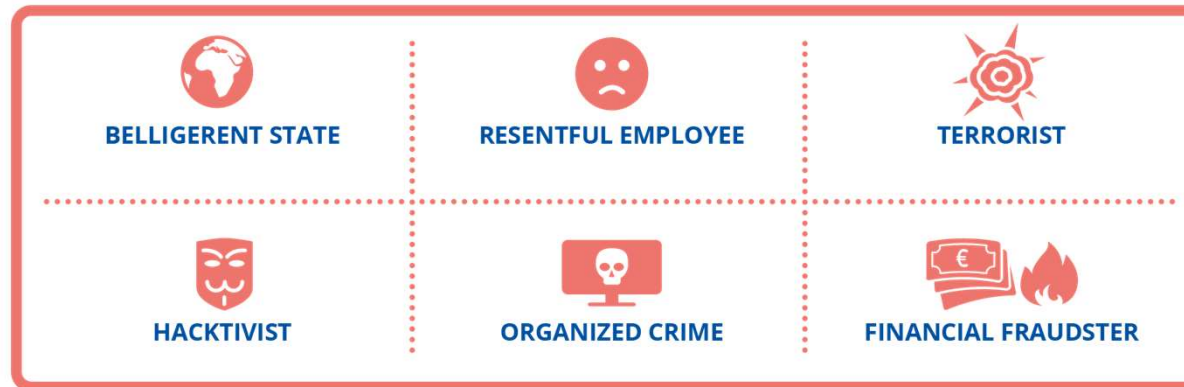 BELLIGERENT STATE
RESENTFUL EMPLOYEE
TERRORIST
€
HACKTIVIST
ORGANIZED CRIME
FINANCIAL FRAUDSTER